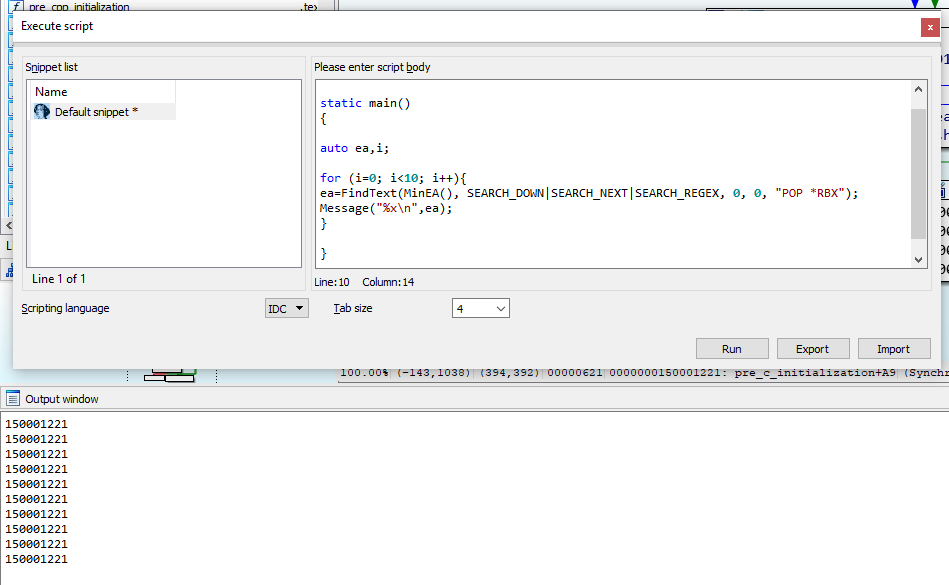 pre_cpp_initialization .tex
Execute script
x
Snippet list
Please enter script body
Name
Default snippet *
static main()
{
auto ea,i;
for (i=0; i<10; i++){
ea=FindText(MinEA(), SEARCH_DOWN|SEARCH_NEXT|SEARCH_REGEX, 0, 0, "POP *RBX");
Message("%x\n",ea);
}
}
Line 1 of 1
Line:10 Column:14
Scripting language
IDC
Tab size
4
Run
Export
Import
100.00% (-143,1038) (394,392) 00000621 0000000150001221: pre_c_initialization+A9 (Synchr
Output window
150001221
150001221
150001221
150001221
150001221
150001221
150001221
150001221
150001221
150001221